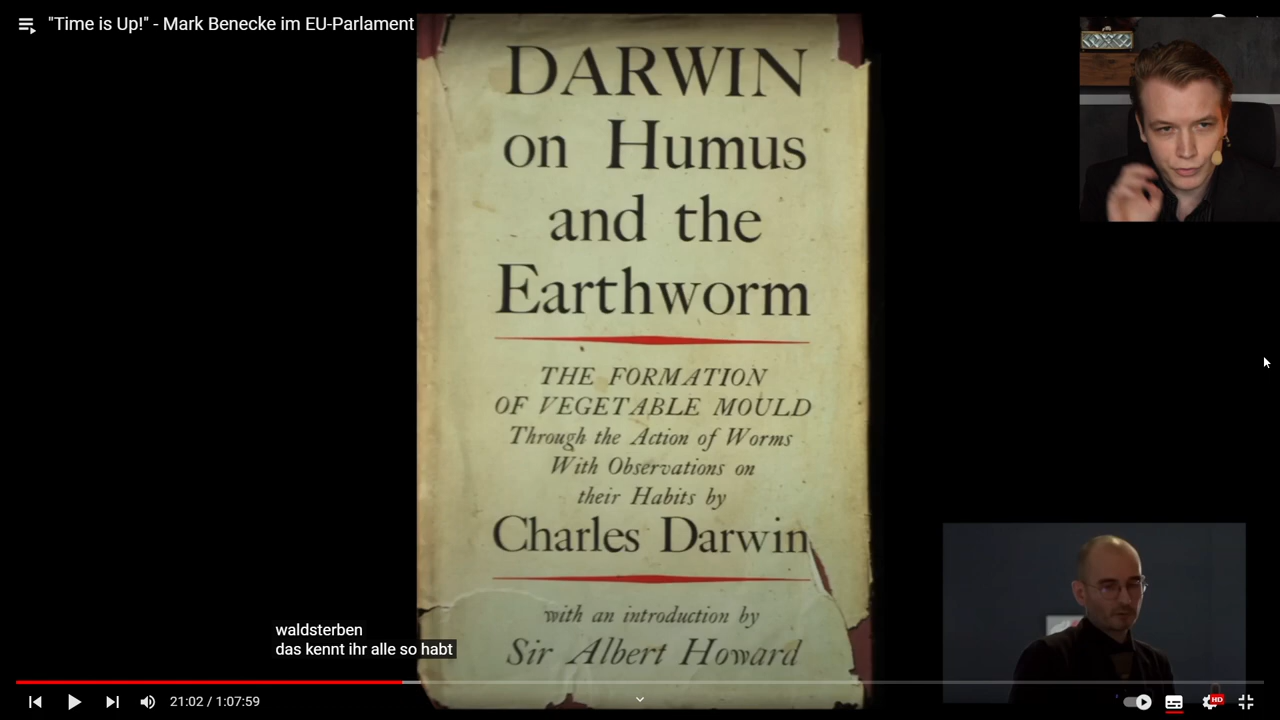 "Time is Up!" - Mark Benecke im EU-Parlament
DARWIN
on Humus
and the
Earthworm
THE FORMATION
OF VEGETABLE MOULD
Through the Action of Worms
With Observations on
their Habits by
Charles Darwin
with an introduction by
Sir Albert Howard
waldsterben
das kennt ihr alle so habt
21:02 / 1:07:59
HD